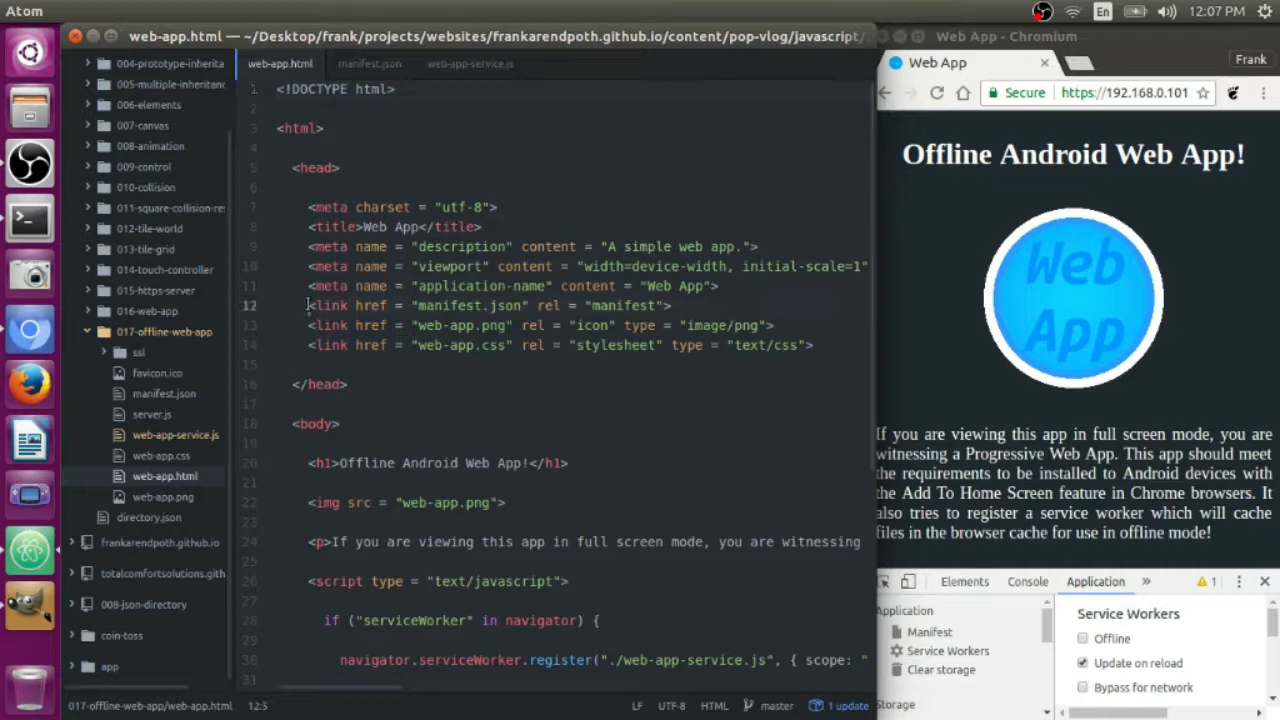 Atom
En
12:07 PM
web-app.html — ~/Desktop/frank/projects/websites/frankarendpoth.github.io/content/pop-vlog/javascript/
Web App - Chromium
004-prototype-inherita
005-multiple-inheritanc
006-elements
007-canvas
008-animation
009-control
010-collision
011-square-collision-re
012-tile-world
013-tile-grid
014-touch-controller
015-https-server
016-web-app
017-offline-web-app
ssl
favicon.ico
manifest.json
server.js
web-app-service.js
web-app.css
web-app.html
web-app.png
directory.json
frankarendpoth.github.io
totalcomfortsolutions.gith
008-json-directory
coin-toss
app
web-app.html
manifest.json
web-app-service.js
1 <!DOCTYPE html>
2
3 <html>
4
5 <head>
6
7 <meta charset = "utf-8">
8 <title>Web App</title>
9 <meta name = "description" content = "A simple web app.">
10 <meta name = "viewport" content = "width=device-width, initial-scale=1"
11 <meta name = "application-name" content = "Web App">
12 <link href = "manifest.json" rel = "manifest">
13 <link href = "web-app.png" rel = "icon" type = "image/png">
14 <link href = "web-app.css" rel = "stylesheet" type = "text/css">
15
16 </head>
17
18 <body>
19
20 <h1>Offline Android Web App!</h1>
21
22 <img src = "web-app.png">
23
24 <p>If you are viewing this app in full screen mode, you are witnessing
25
26 <script type = "text/javascript">
27
28 if ("serviceWorker" in navigator) {
29
30 navigator.serviceWorker.register("./web-app-service.js", { scope: "
31
017-offline-web-app/web-app.html 12:5
LF UTF-8 HTML master 1 update
Web App
Frank
Secure https://192.168.0.101
Offline Android Web App!
Web
App
If you are viewing this app in full screen mode, you are
witnessing a Progressive Web App. This app should meet
the requirements to be installed to Android devices with
the Add To Home Screen feature in Chrome browsers. It
also tries to register a service worker which will cache
files in the browser cache for use in offline mode!
Elements Console Application » 1
Application
Manifest
Service Workers
Clear storage
Storage
Service Workers
Offline
Update on reload
Bypass for network